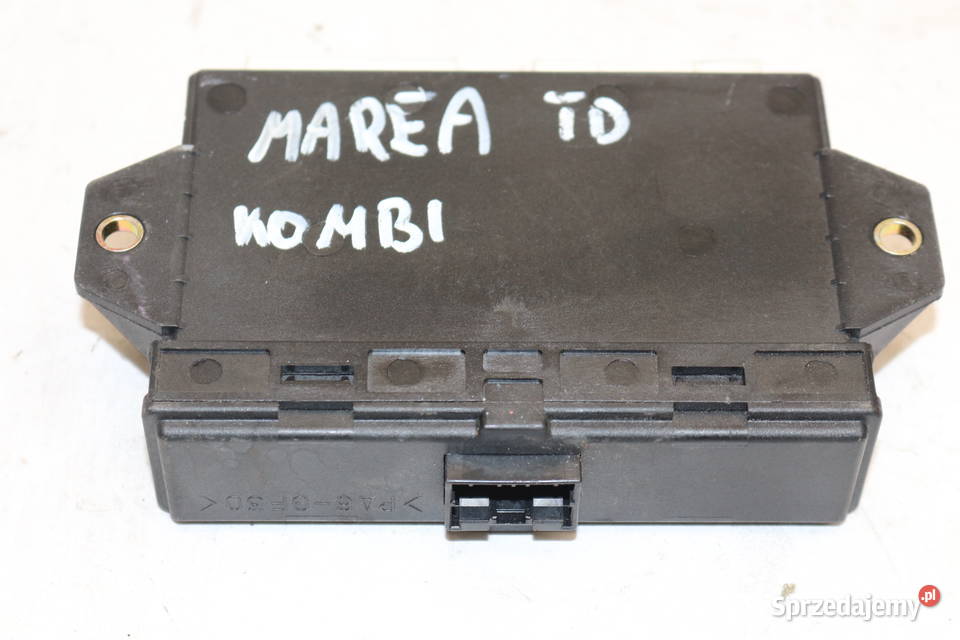 MAREA TD
KOMBI
>PA6-GF30<
Sprzedajemy.pl